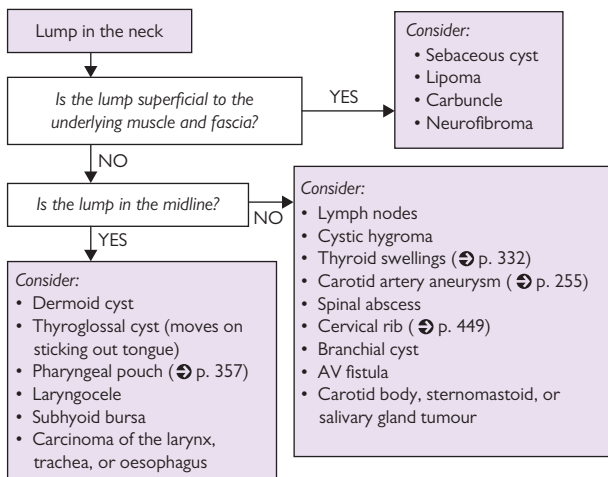 Lump in the neck
Is the lump superficial to the
underlying muscle and fascia?
YES
Consider:
• Sebaceous cyst
• Lipoma
• Carbuncle
• Neurofibroma
NO
Is the lump in the midline?
NO
Consider:
• Lymph nodes
• Cystic hygroma
• Thyroid swellings (➲ p. 332)
• Carotid artery aneurysm (➲ p. 255)
• Spinal abscess
• Cervical rib (➲ p. 449)
• Branchial cyst
• AV fistula
• Carotid body, sternomastoid, or
salivary gland tumour
YES
Consider:
• Dermoid cyst
• Thyroglossal cyst (moves on
sticking out tongue)
• Pharyngeal pouch (➲ p. 357)
• Laryngocele
• Subhyoid bursa
• Carcinoma of the larynx,
trachea, or oesophagus